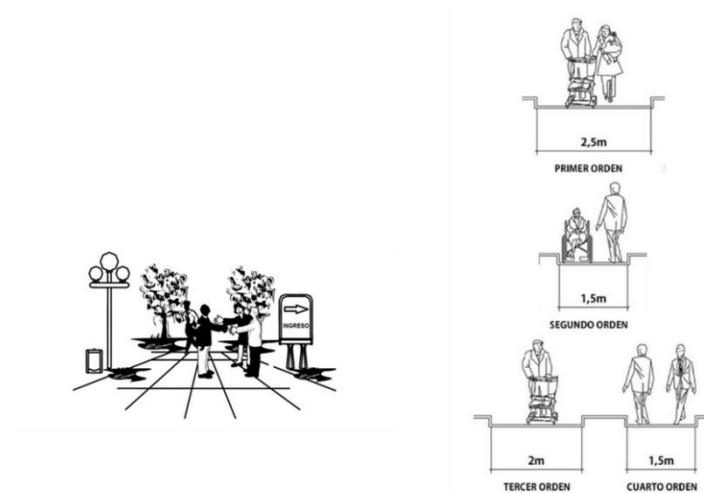 INGRESO
2,5m
PRIMER ORDEN
1,5m
SEGUNDO ORDEN
2m
1,5m
TERCER ORDEN
CUARTO ORDEN